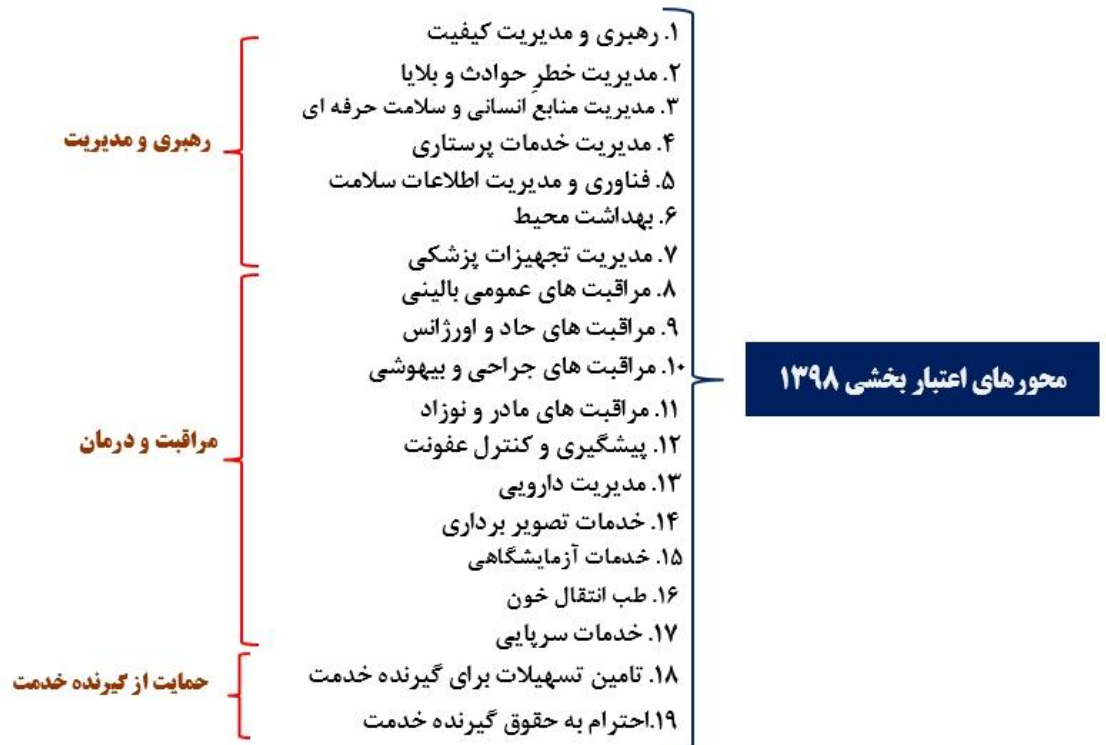 محورهای اعتبار بخشی ۱۳۹۸
رهبری و مدیریت
۱. رهبری و مدیریت کیفیت
۲. مدیریت خطرِ حوادث و بلایا
۳. مدیریت منابع انسانی و سلامت حرفه ای
۴. مدیریت خدمات پرستاری
۵. فناوری و مدیریت اطلاعات سلامت
۶. بهداشت محیط
۷. مدیریت تجهیزات پزشکی
مراقبت و درمان
۸. مراقبت های عمومی بالینی
۹. مراقبت های حاد و اورژانس
۱۰. مراقبت های جراحی و بیهوشی
۱۱. مراقبت های مادر و نوزاد
۱۲. پیشگیری و کنترل عفونت
۱۳. مدیریت دارویی
۱۴. خدمات تصویر برداری
۱۵. خدمات آزمایشگاهی
۱۶. طب انتقال خون
۱۷. خدمات سرپایی
حمایت از گیرنده خدمت
۱۸. تامین تسهیلات برای گیرنده خدمت
۱۹.احترام به حقوق گیرنده خدمت